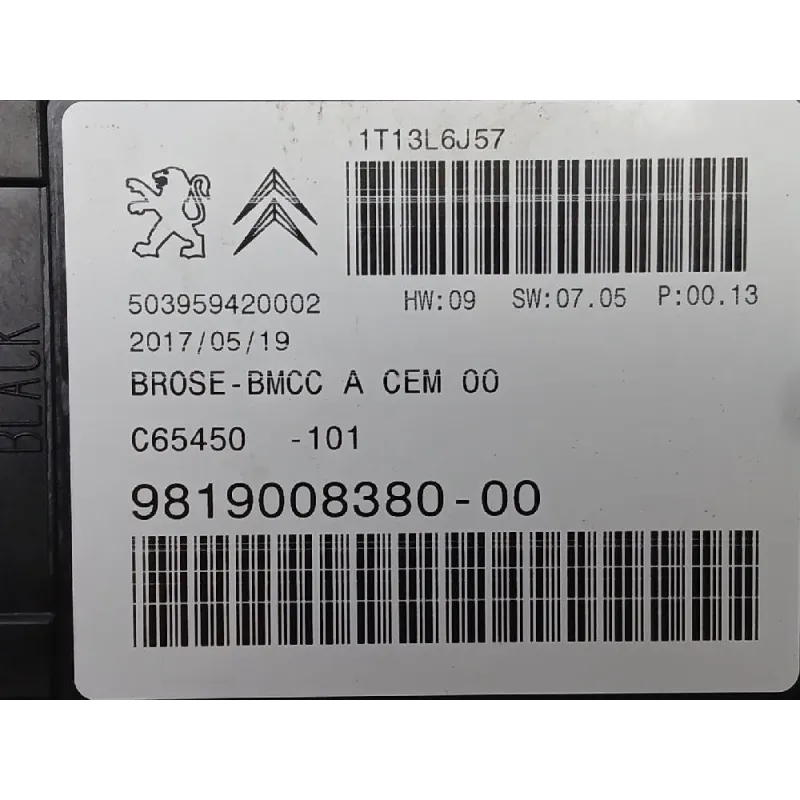 1T13L6J57
503959420002 HW:09 SW:07.05 P:00.13
2017/05/19
BROSE-BMCC A CEM 00
C65450 -101
9819008380-00
BLACK